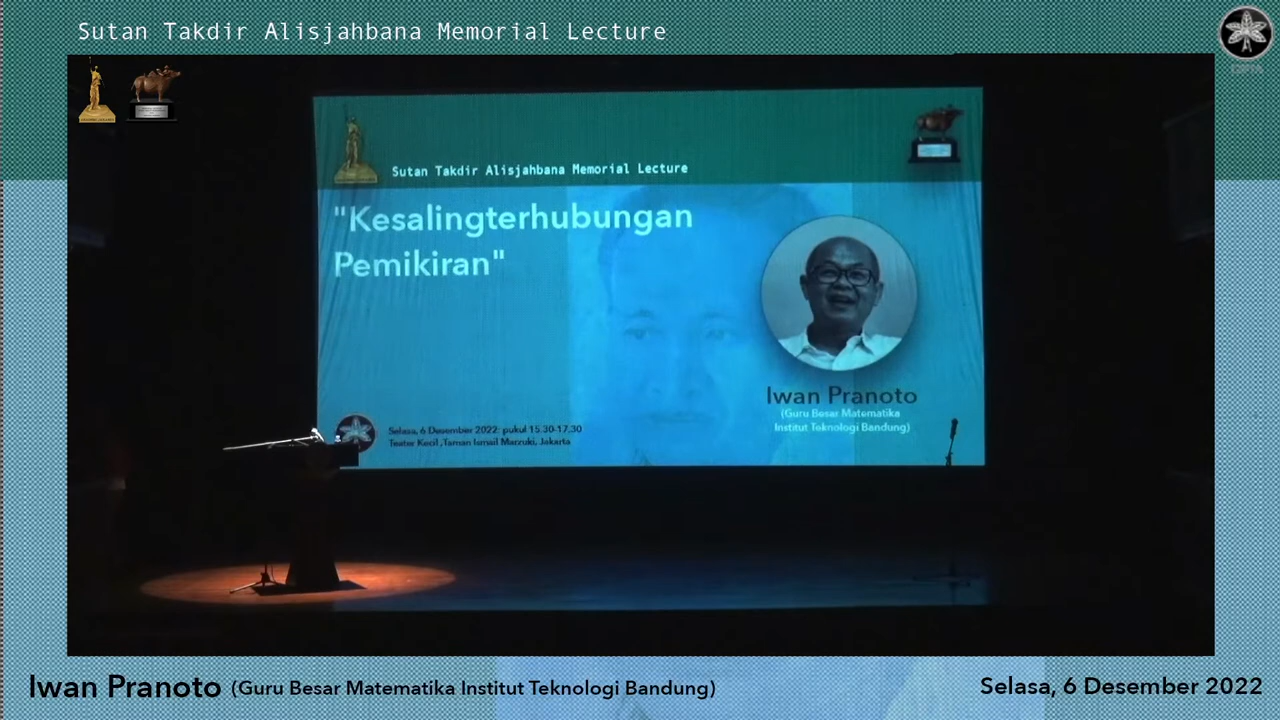 Sutan Takdir Alisjahbana Memorial Lecture
Sutan Takdir Alisjahbana Memorial Lecture
"Kesalingterhubungan
Pemikiran"
Iwan Pranoto
(Guru Besar Matematika
Institut Teknologi Bandung)
Selasa, 6 Desember 2022: pukul 15.30-17.30
Teater Kecil ,Taman Ismail Marzuki, Jakarta
Iwan Pranoto (Guru Besar Matematika Institut Teknologi Bandung)
Selasa, 6 Desember 2022